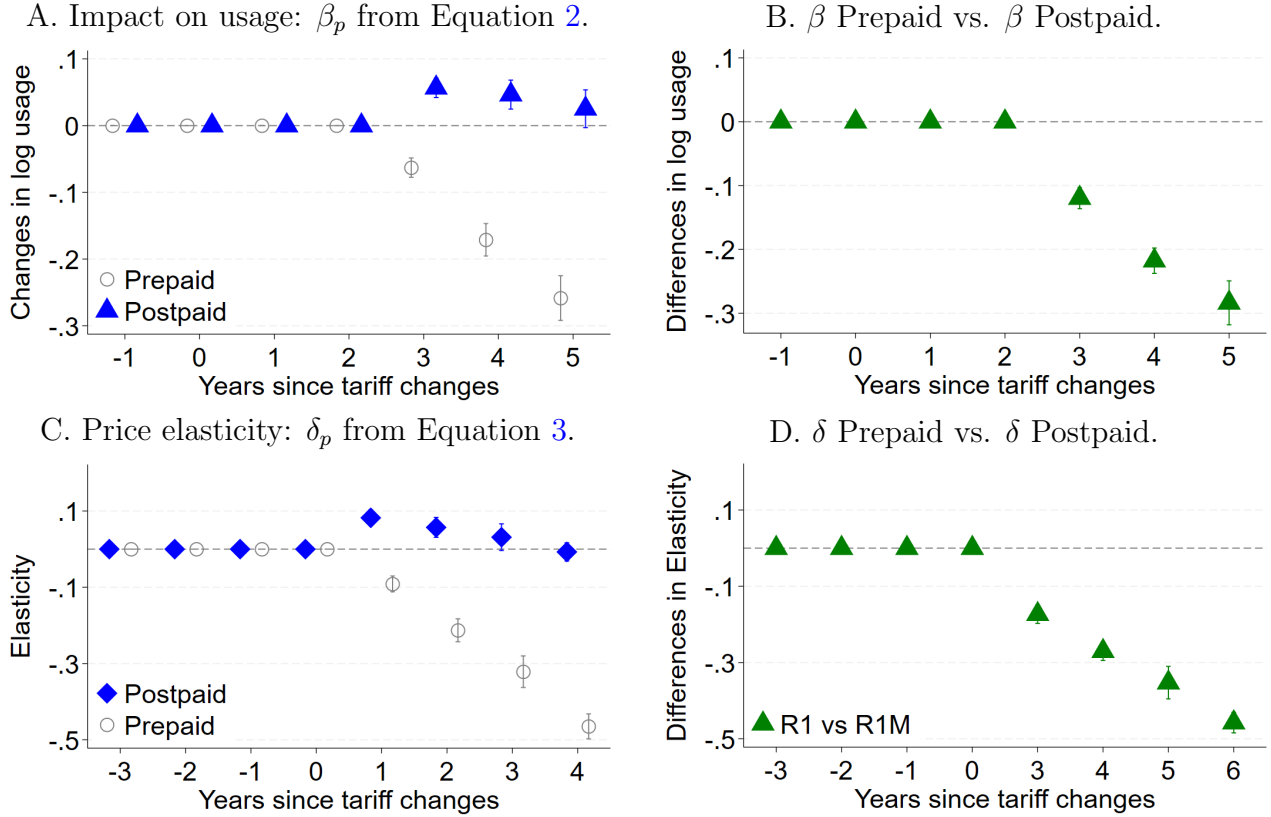 A. Impact on usage: βp from Equation 2.
Changes in log usage
.1
0
-.1
-.2
-.3
Prepaid
Postpaid
-1 0 1 2 3 4 5
Years since tariff changes
B. β Prepaid vs. β Postpaid.
Differences in log usage
.1
0
-.1
-.2
-.3
-1 0 1 2 3 4 5
Years since tariff changes
C. Price elasticity: δp from Equation 3.
Elasticity
.1
-.1
-.3
-.5
Postpaid
Prepaid
-3 -2 -1 0 1 2 3 4
Years since tariff changes
D. δ Prepaid vs. δ Postpaid.
Differences in Elasticity
.1
-.1
-.3
-.5
R1 vs R1M
-3 -2 -1 0 3 4 5 6
Years since tariff changes